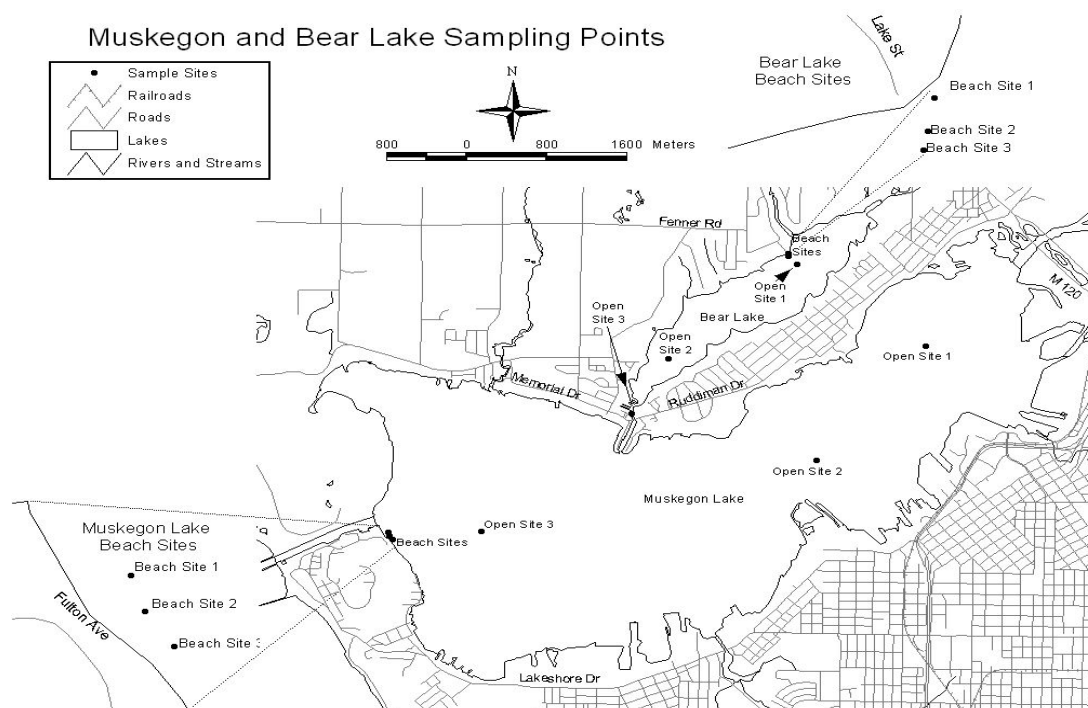 Muskegon and Bear Lake Sampling Points
Sample Sites
Railroads
Roads
Lakes
Rivers and Streams
N
800 0 800 1600 Meters
Lake St
Bear Lake
Beach Sites
Beach Site 1
Beach Site 2
Beach Site 3
Fenner Rd
Beach
Sites
Open
Site 1
M 120
Open
Site 3
Bear Lake
Open
Site 2
Open Site 1
Memorial Dr
Ruddiman Dr
Open Site 2
Muskegon Lake
Open Site 3
Beach Sites
Muskegon Lake
Beach Sites
Beach Site 1
Beach Site 2
Fulton Ave
Beach Site 3
Lakeshore Dr